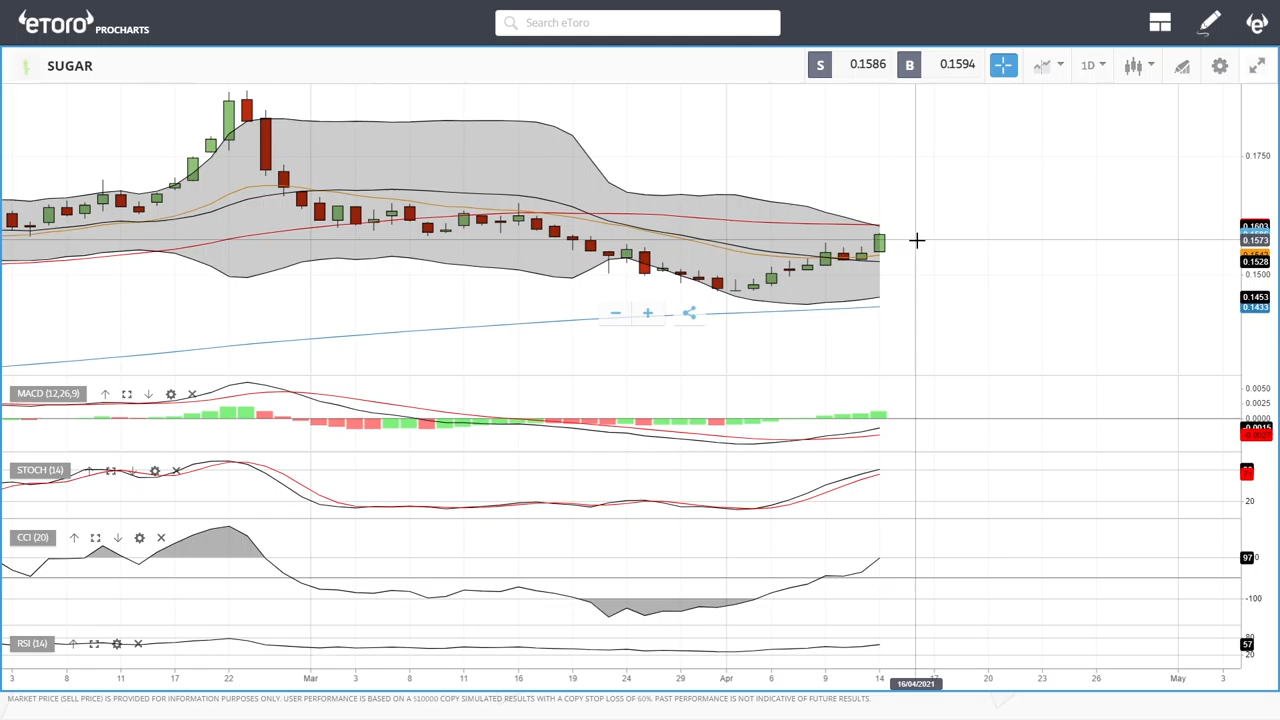 eToro PROCHARTS Search eToro
SUGAR S 0.1586 B 0.1594 1D
0.1750
0.1603
0.1573
0.1528
0.1500
0.1453
0.1433
MACD (12,26,9)
0.0050
0.0025
0.0000
-0.0015
STOCH (14)
20
CCI (20)
97
-100
RSI (14)
80
57
20
3 8 11 17 22 Mar 3 8 11 16 19 24 29 Apr 6 9 14 20 23 26 May 3
16/04/2021
MARKET PRICE (SELL PRICE) IS PROVIDED FOR INFORMATION PURPOSES ONLY. USER PERFORMANCE IS BASED ON A $10000 COPY SIMULATED RESULTS WITH A COPY STOP LOSS OF 60%. PAST PERFORMANCE IS NOT INDICATIVE OF FUTURE RESULTS.